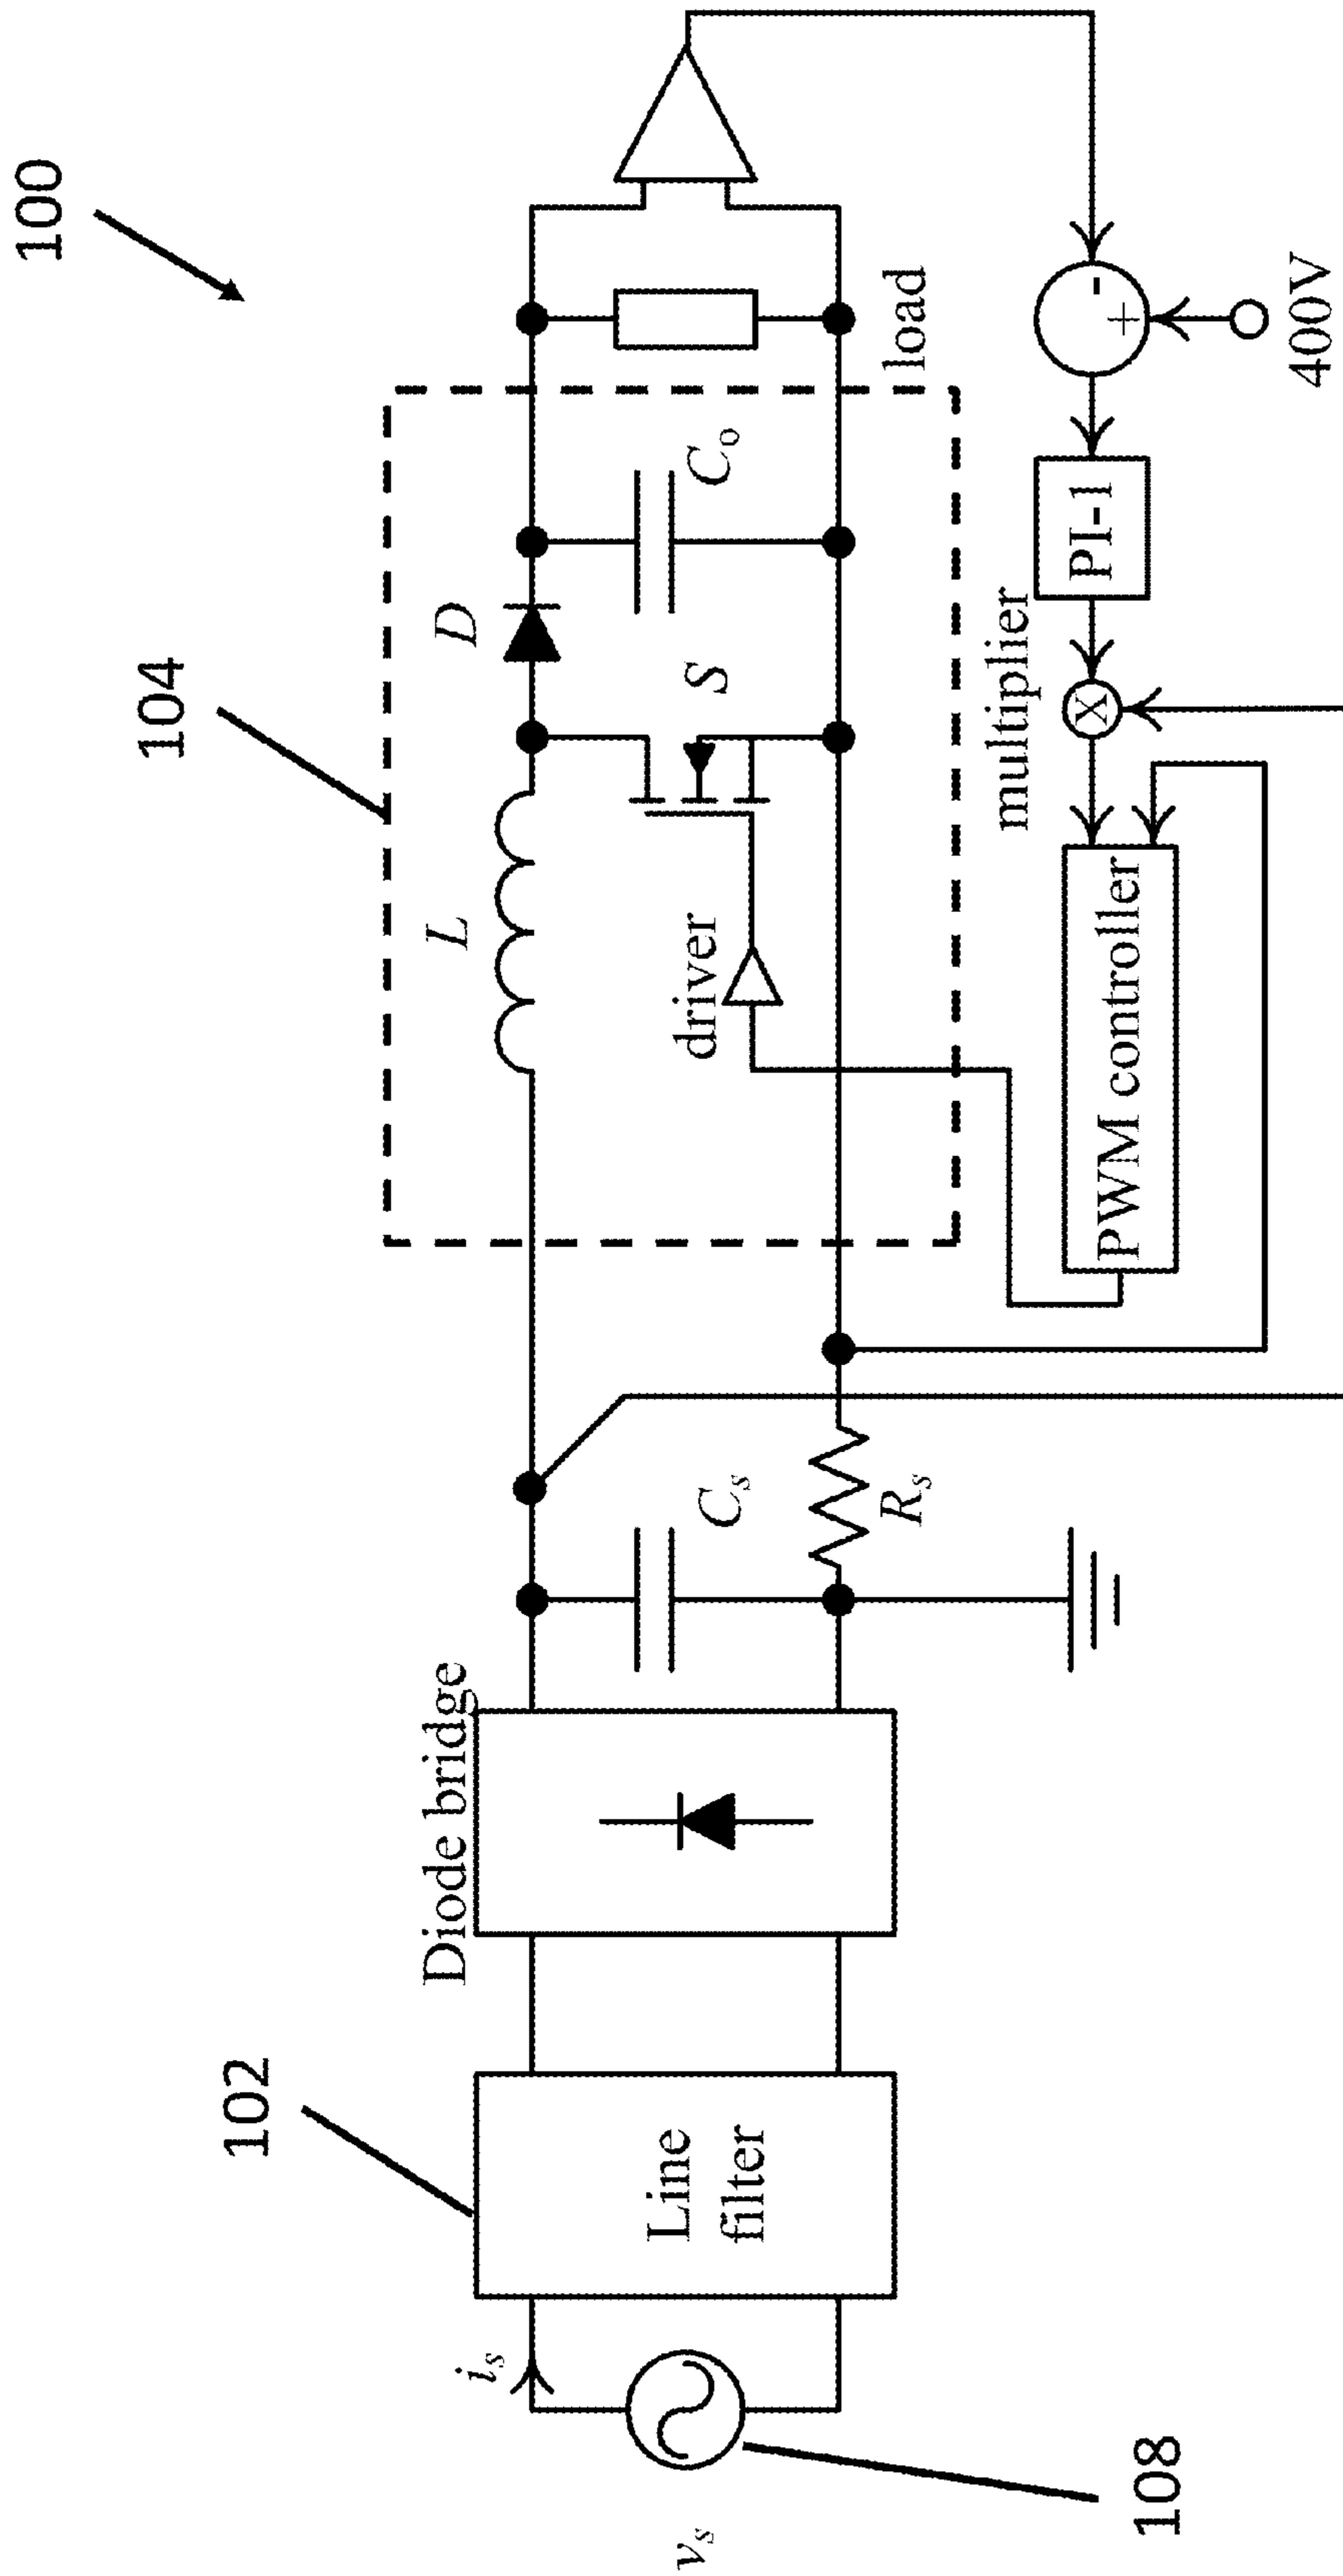 100
104
102
108
v_s
i_s
Line
filter
Diode bridge
C_s
R_s
L
D
driver
S
C_o
load
multiplier
PWM controller
X
PI-1
+
-
400V